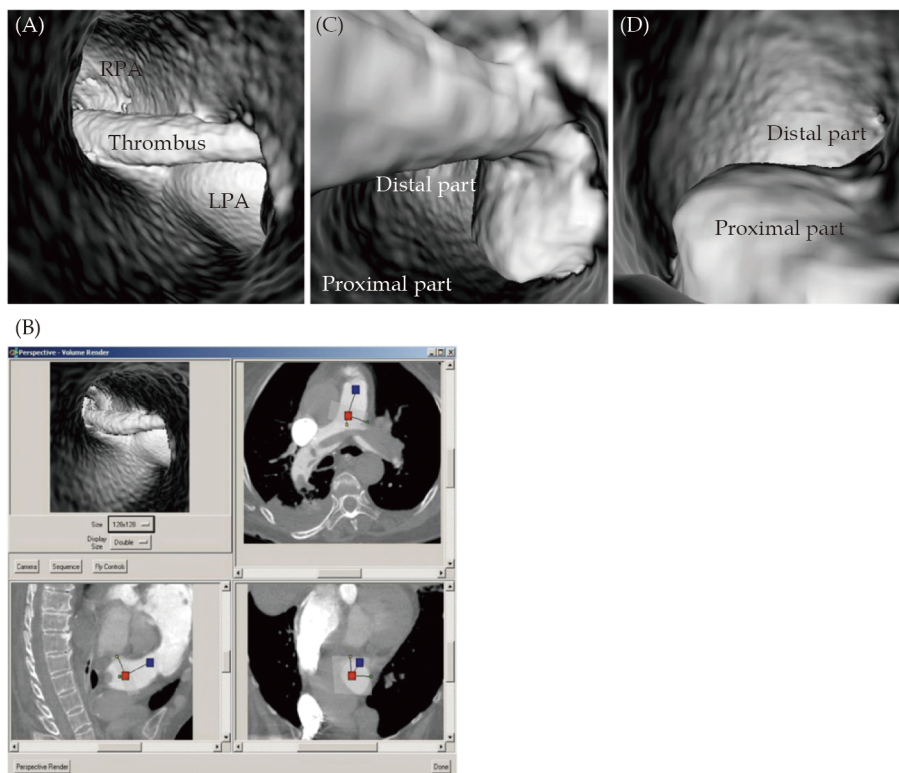 (A)
RPA
Thrombus
LPA
(C)
Distal part
Proximal part
(D)
Distal part
Proximal part
(B)
Perspective - Volume Render
Size 128x128
Display Size Double
Camera Sequence Fly Controls
Perspective Render Done